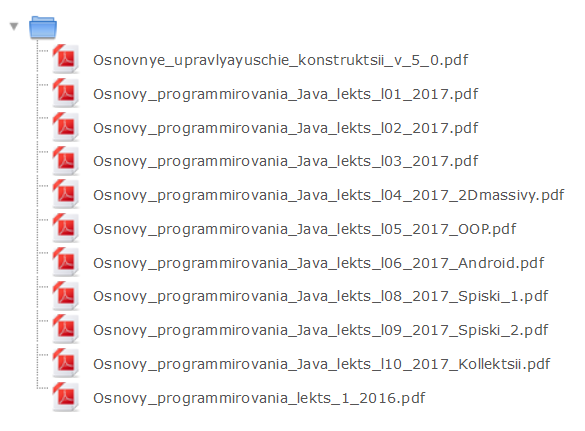 Osnovnye_upravlyayuschie_konstruktsii_v_5_0.pdf
Osnovy_programmirovania_Java_lekts_l01_2017.pdf
Osnovy_programmirovania_Java_lekts_l02_2017.pdf
Osnovy_programmirovania_Java_lekts_l03_2017.pdf
Osnovy_programmirovania_Java_lekts_l04_2017_2Dmassivy.pdf
Osnovy_programmirovania_Java_lekts_l05_2017_OOP.pdf
Osnovy_programmirovania_Java_lekts_l06_2017_Android.pdf
Osnovy_programmirovania_Java_lekts_l08_2017_Spiski_1.pdf
Osnovy_programmirovania_Java_lekts_l09_2017_Spiski_2.pdf
Osnovy_programmirovania_Java_lekts_l10_2017_Kollektsii.pdf
Osnovy_programmirovania_lekts_1_2016.pdf